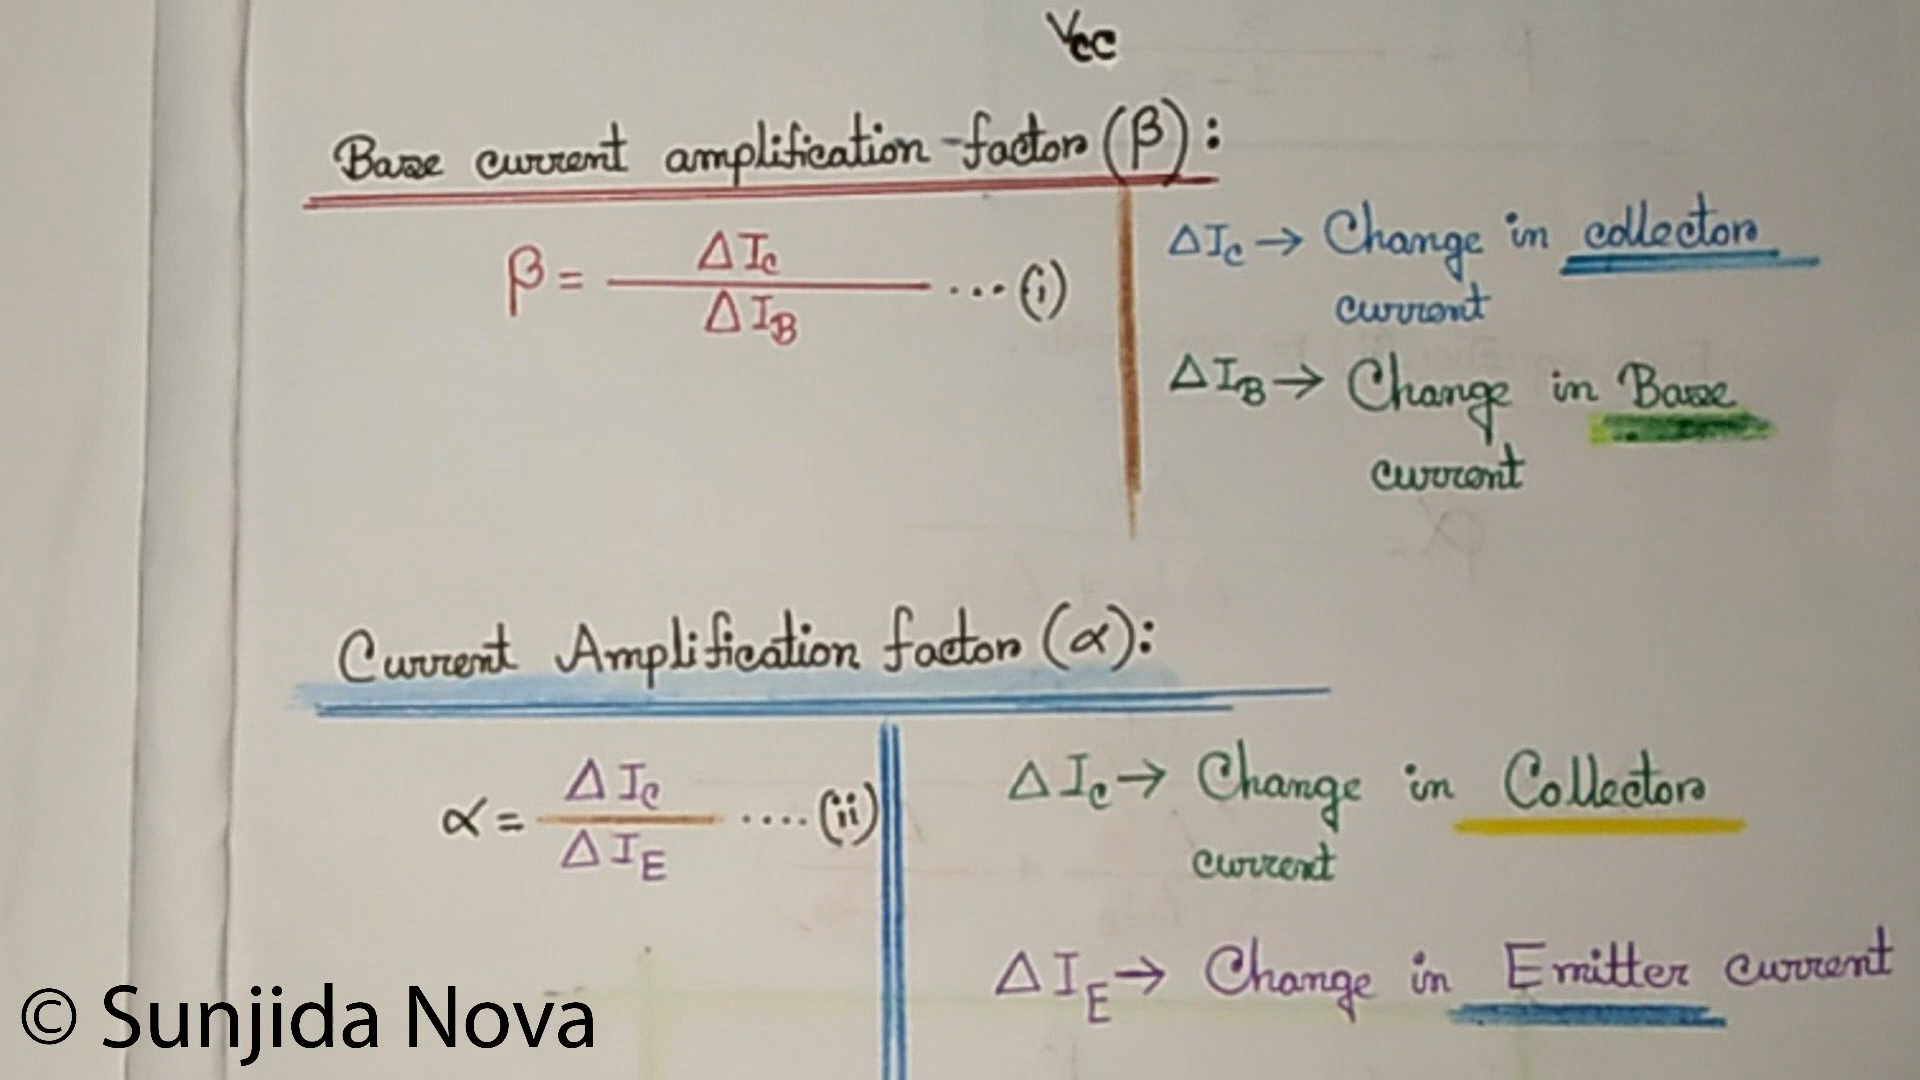 Vcc
Base current amplification factor (β):
β = ΔIc / ΔIB ...(i)
ΔIc → Change in collector
current
ΔIB → Change in Base
current
Current Amplification factor (α):
α = ΔIc / ΔIE ....(ii)
ΔIc → Change in Collector
current
ΔIE → Change in Emitter current
© Sunjida Nova